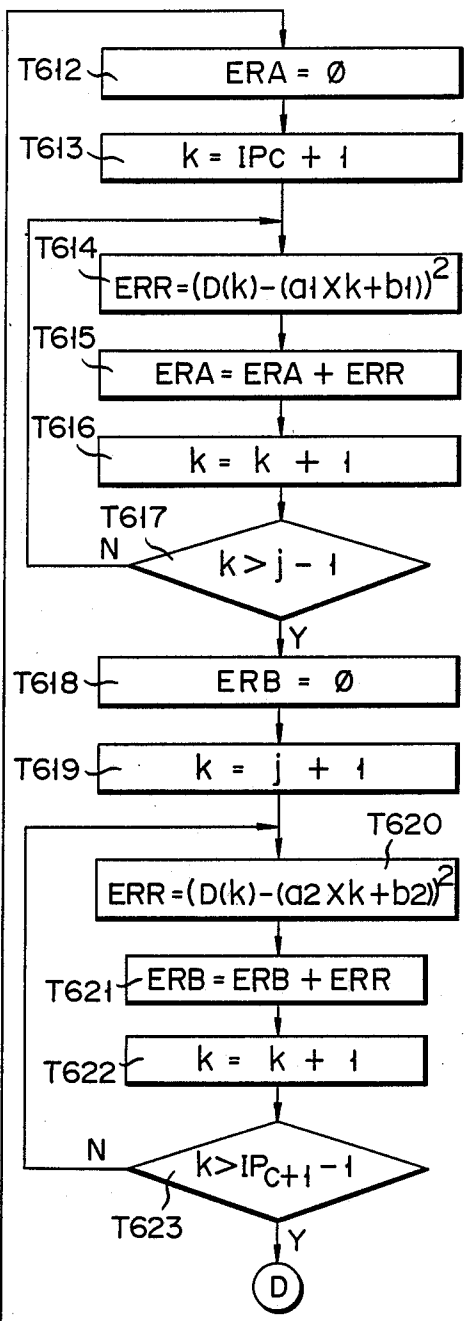 T612
ERA = Ø
T613
k = IPc + 1
T614
ERR=(D(k)-(a1Xk+b1))²
T615
ERA = ERA + ERR
T616
k = k + 1
T617
N
k > j - 1
Y
T618
ERB = Ø
T619
k = j + 1
T620
ERR=(D(k)-(a2Xk+b2))²
T621
ERB=ERB + ERR
T622
k = k + 1
N
k>IPc+1 -1
T623
Y
D